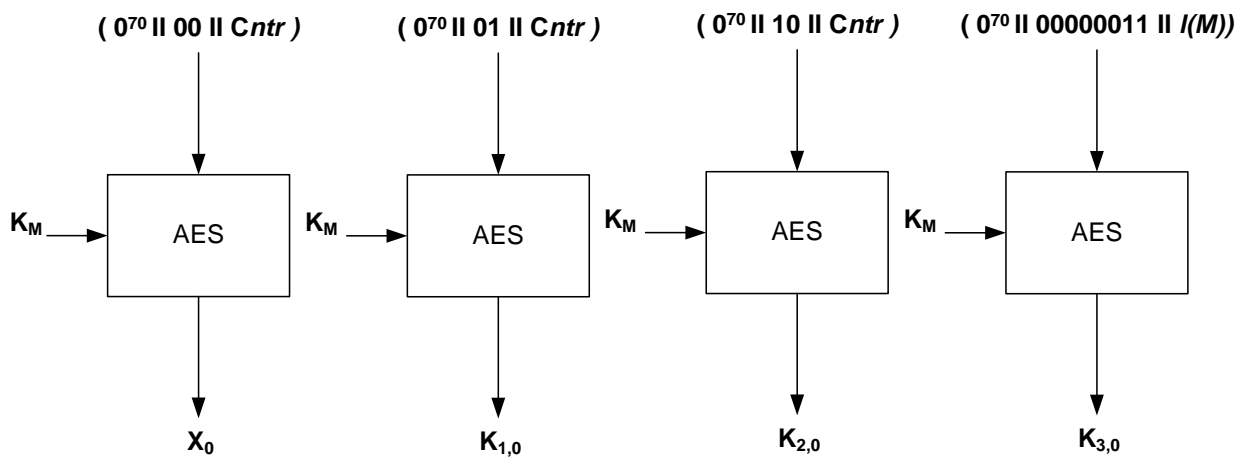 ( 0⁷⁰ II 00 II Cntr ) ( 0⁷⁰ II 01 II Cntr ) ( 0⁷⁰ II 10 II Cntr ) ( 0⁷⁰ II 00000011 II l(M))
K_M AES K_M AES K_M AES K_M AES
X₀ K₁,₀ K₂,₀ K₃,₀